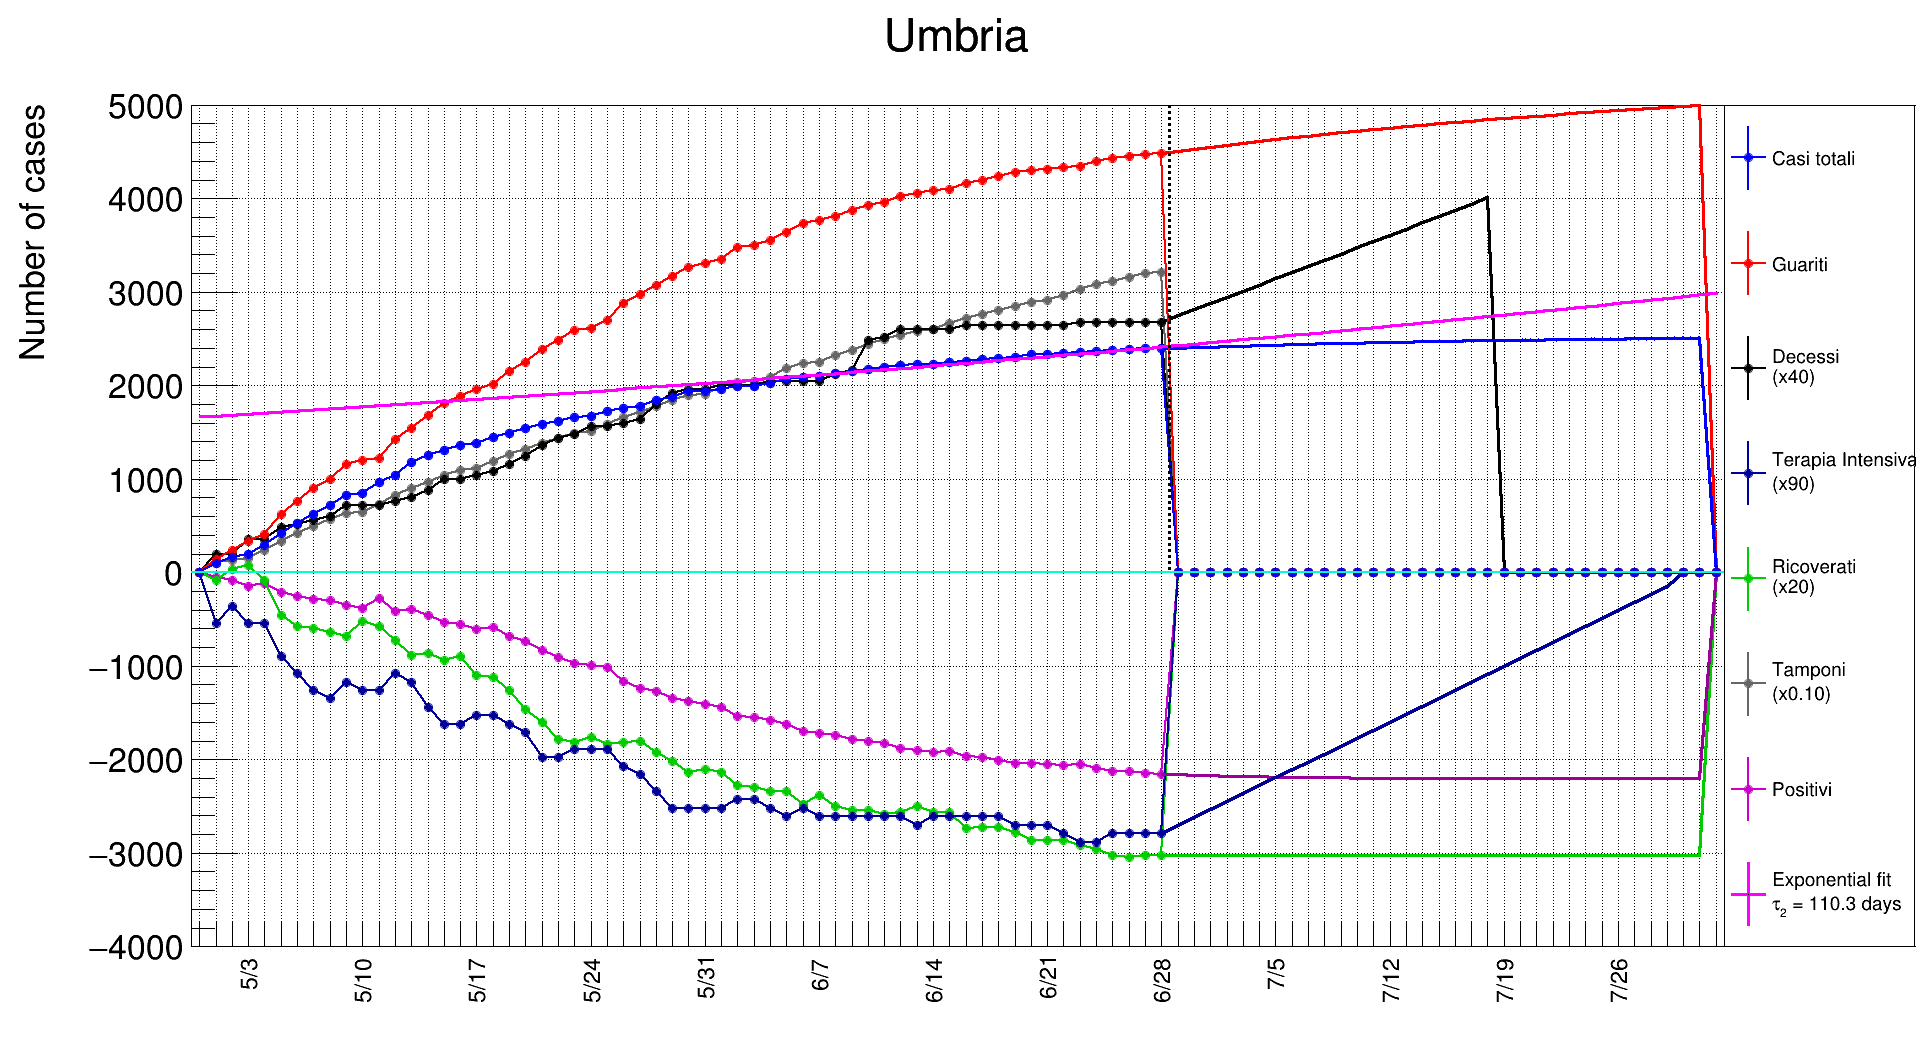 Umbria
Number of cases
5000
4000
3000
2000
1000
0
−1000
−2000
−3000
−4000
5/3
5/10
5/17
5/24
5/31
6/7
6/14
6/21
6/28
7/5
7/12
7/19
7/26
Casi totali
Guariti
Decessi
(x40)
Terapia Intensiva
(x90)
Ricoverati
(x20)
Tamponi
(x0.10)
Positivi
Exponential fit
τ₂ = 110.3 days